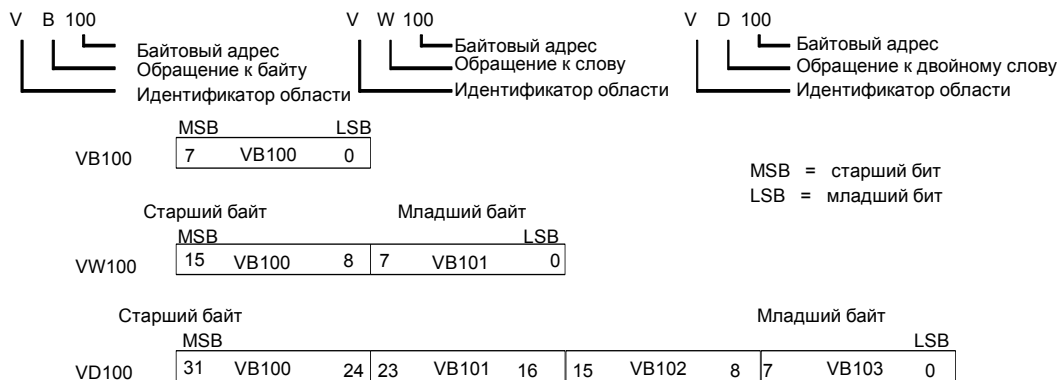 V B 100 V W 100 V D 100
Байтовый адрес Байтовый адрес Байтовый адрес
Обращение к байту Обращение к слову Обращение к двойному слову
Идентификатор области Идентификатор области Идентификатор области
MSB LSB
VB100 7 VB100 0
MSB = старший бит
LSB = младший бит
Старший байт Младший байт
MSB LSB
VW100 15 VB100 8 7 VB101 0
Старший байт Младший байт
MSB LSB
VD100 31 VB100 24 23 VB101 16 15 VB102 8 7 VB103 0